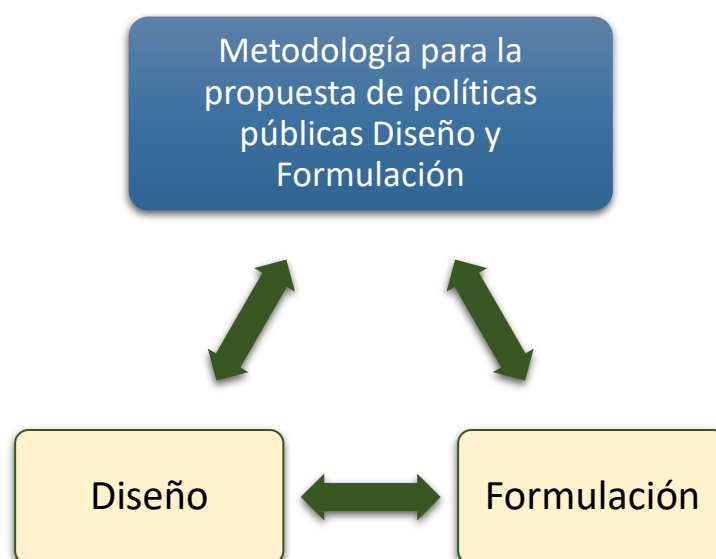 Metodología para la
propuesta de políticas
públicas Diseño y
Formulación
Diseño
Formulación